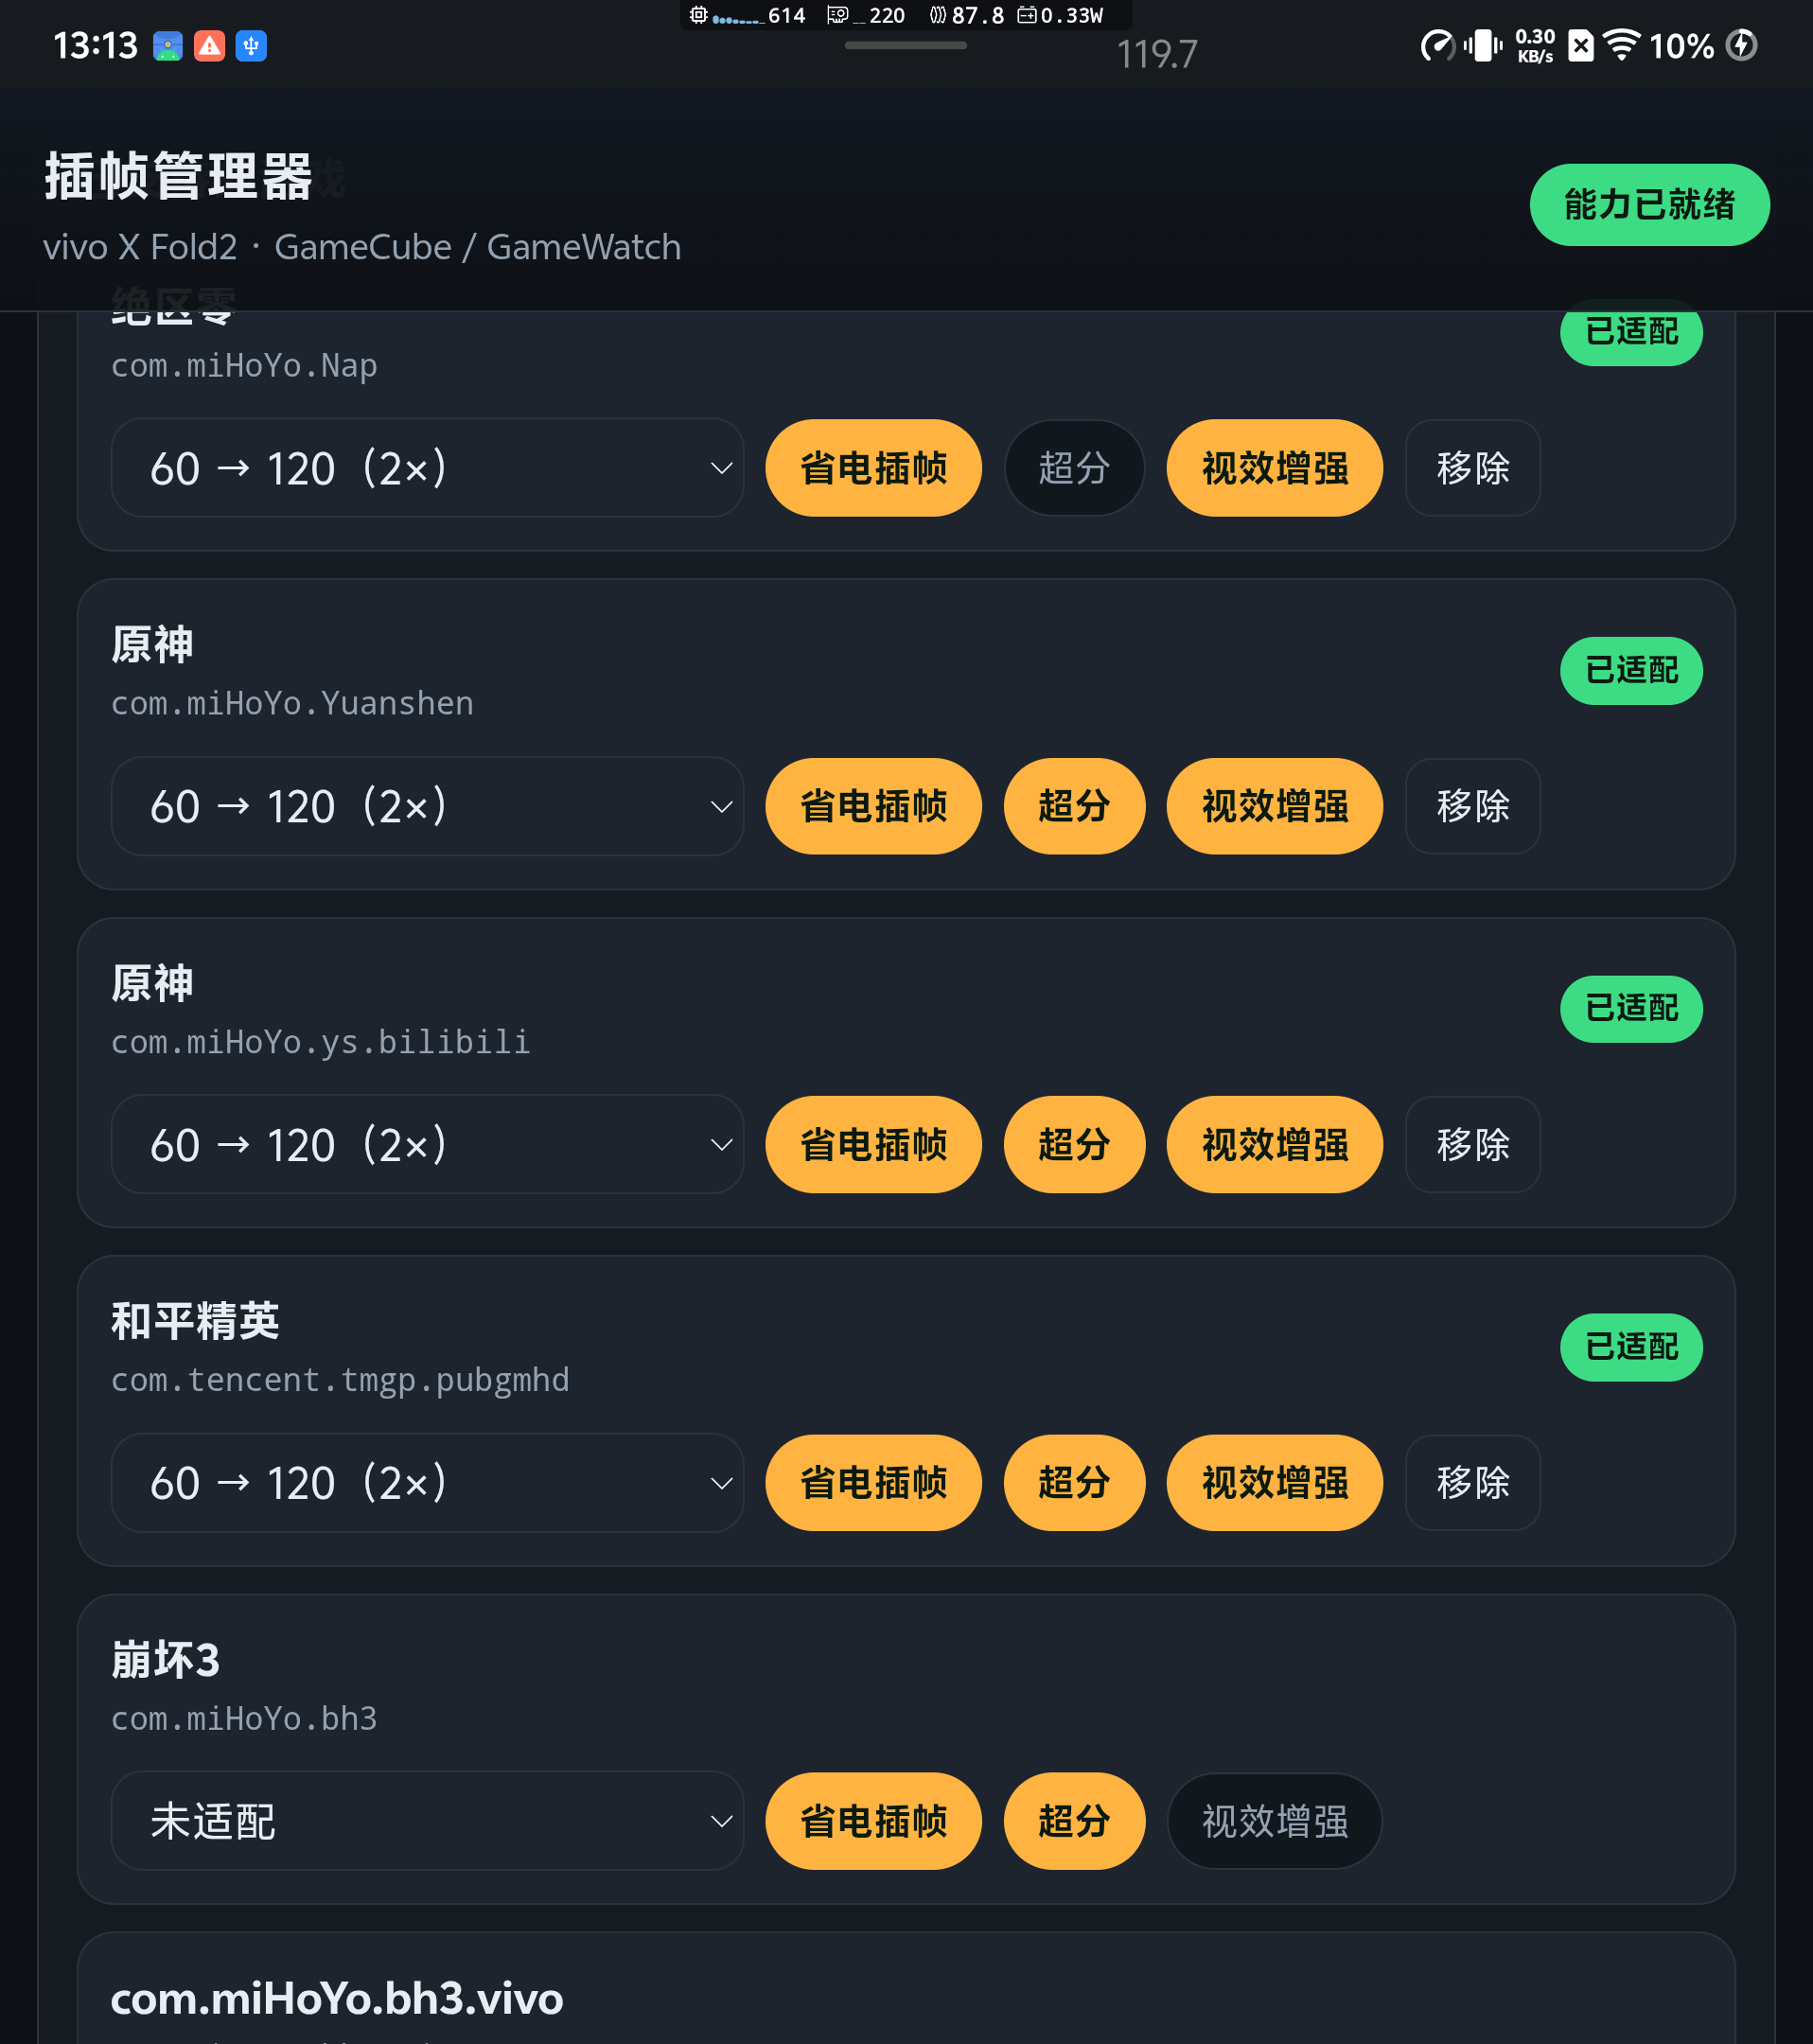 614 220 87.8 0.33W
13:13 119.7 0.30 KB/s 10%
插帧管理器
能力已就绪
vivo X Fold2 · GameCube / GameWatch
绝区零
已适配
com.miHoYo.Nap
60 → 120（2×） 省电插帧 超分 视效增强 移除
原神
已适配
com.miHoYo.Yuanshen
60 → 120（2×） 省电插帧 超分 视效增强 移除
原神
已适配
com.miHoYo.ys.bilibili
60 → 120（2×） 省电插帧 超分 视效增强 移除
和平精英
已适配
com.tencent.tmgp.pubgmhd
60 → 120（2×） 省电插帧 超分 视效增强 移除
崩坏3
com.miHoYo.bh3
未适配 省电插帧 超分 视效增强
com.miHoYo.bh3.vivo